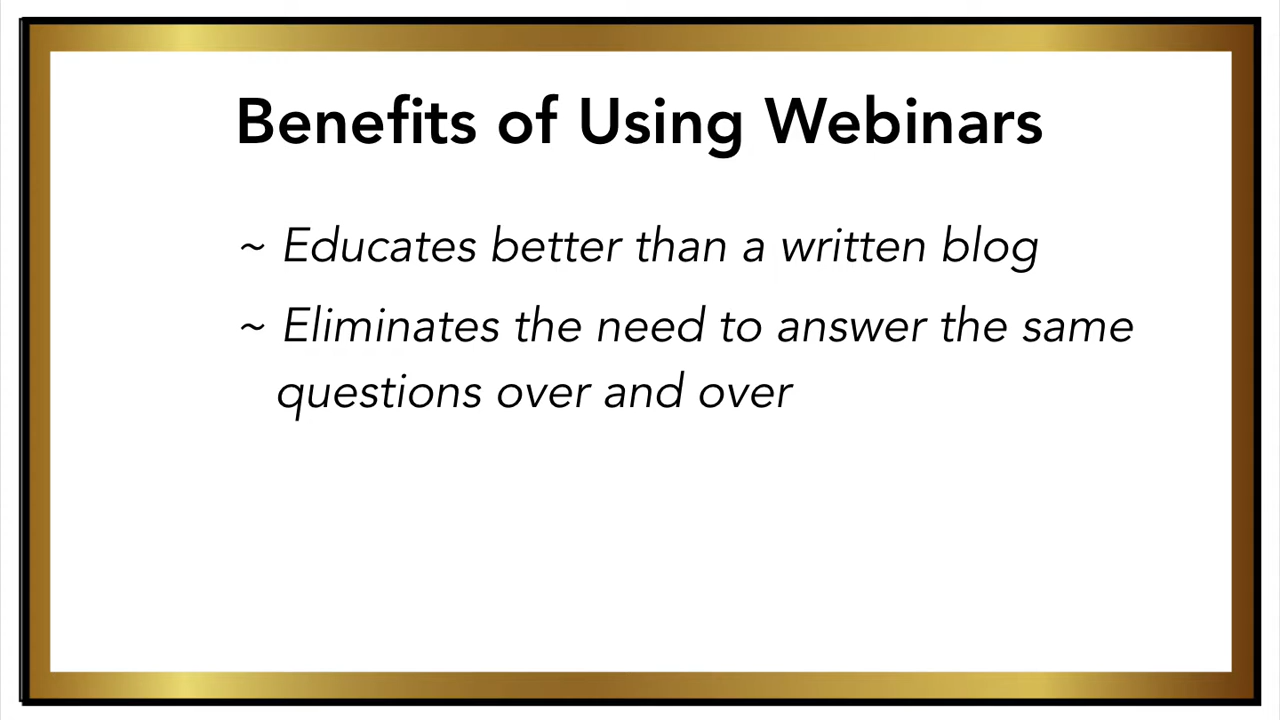 Benefits of Using Webinars
~ Educates better than a written blog
~ Eliminates the need to answer the same
questions over and over